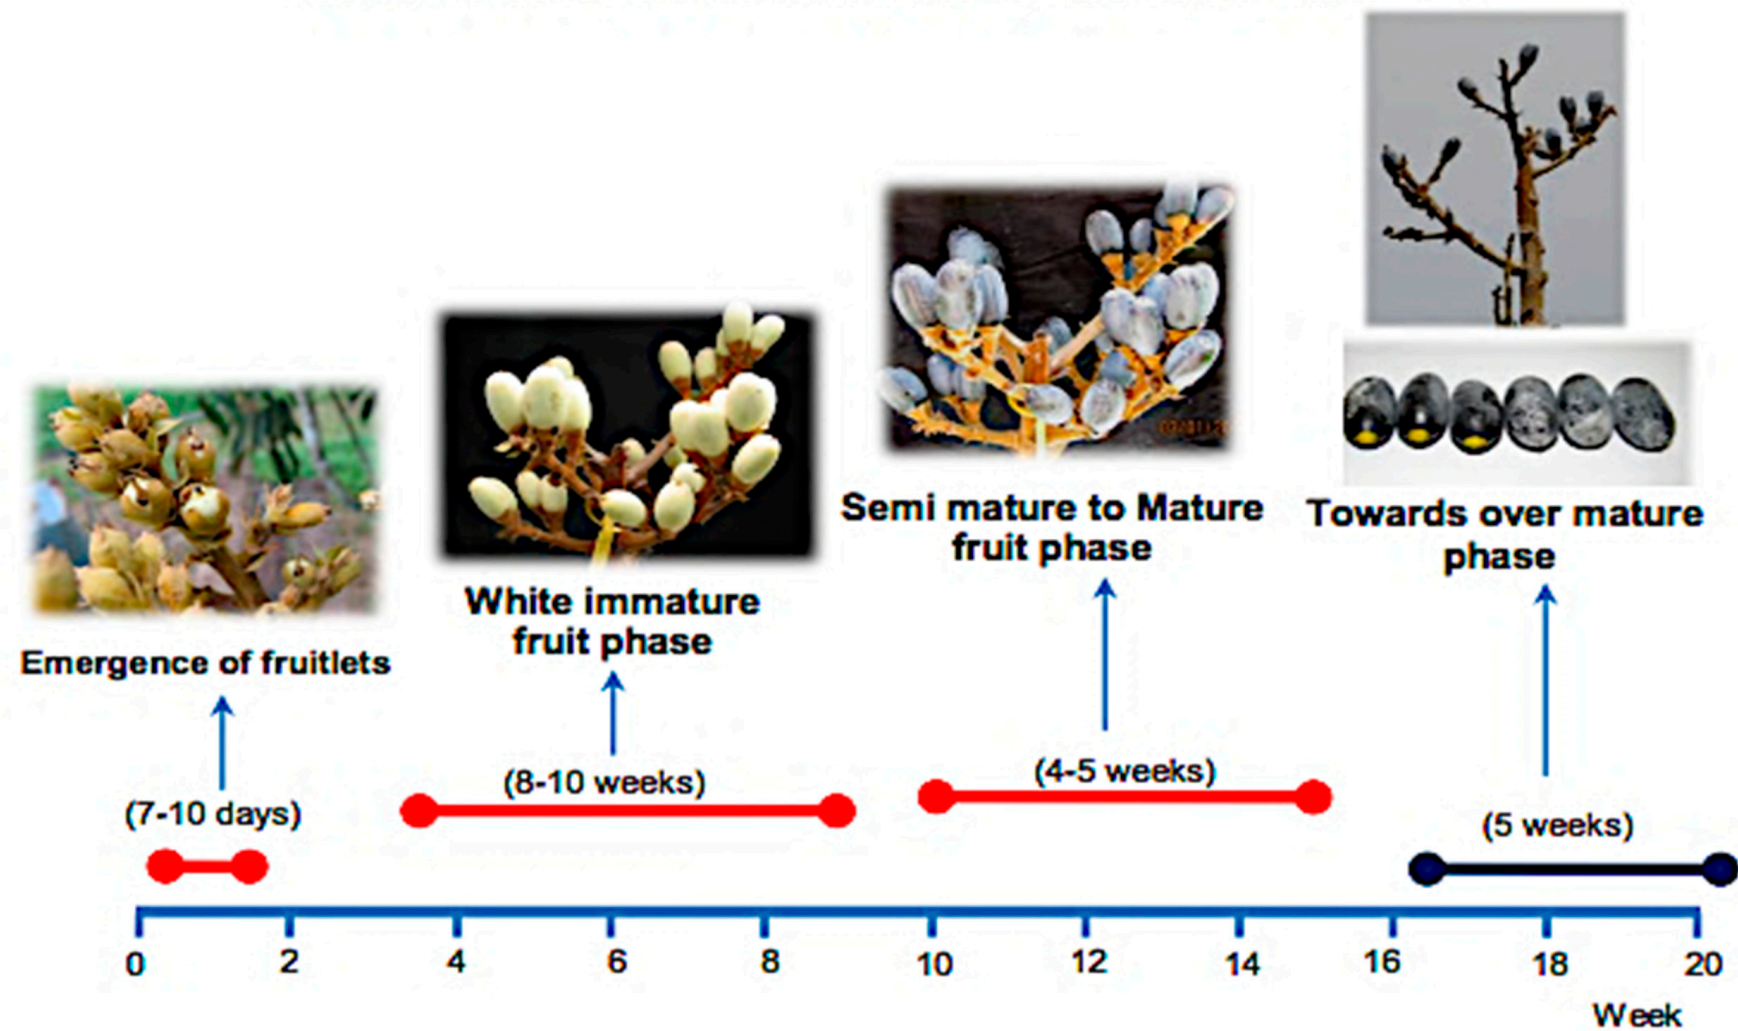 Emergence of fruitlets
(7-10 days)
White immature
fruit phase
(8-10 weeks)
Semi mature to Mature
fruit phase
(4-5 weeks)
Towards over mature
phase
(5 weeks)
0 2 4 6 8 10 12 14 16 18 20
Week